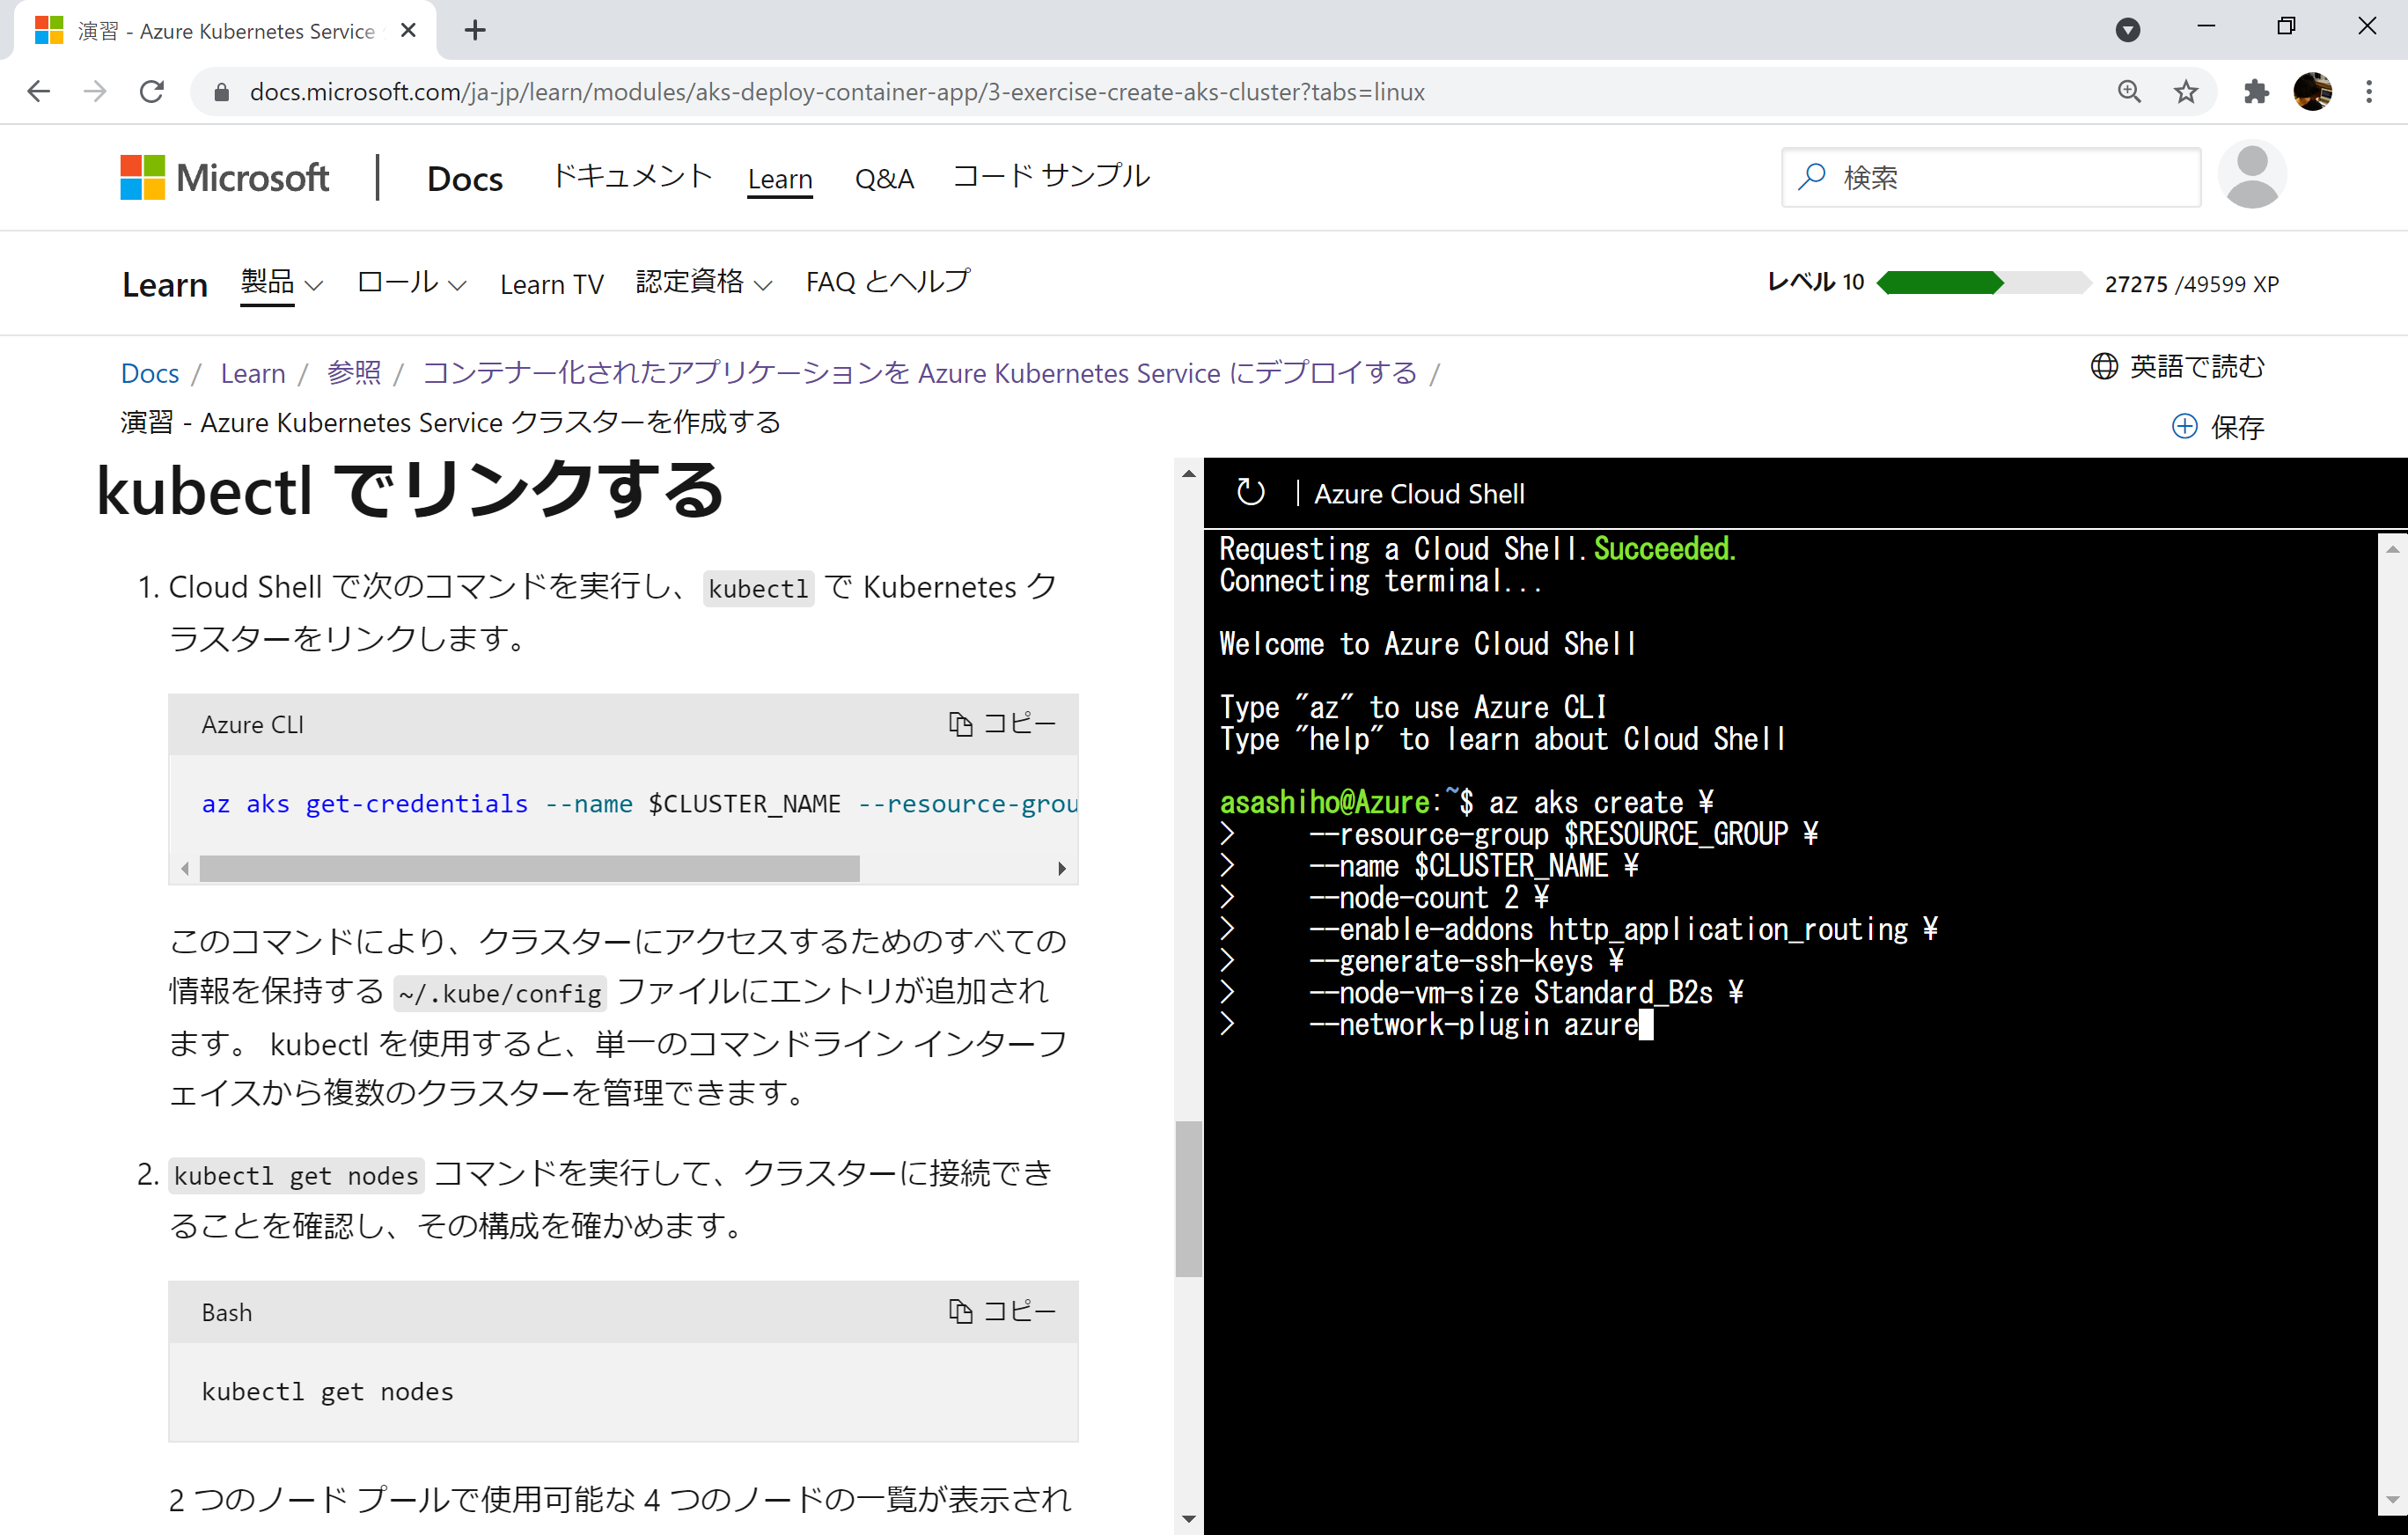 演習 - Azure Kubernetes Service
docs.microsoft.com/ja-jp/learn/modules/aks-deploy-container-app/3-exercise-create-aks-cluster?tabs=linux
Microsoft Docs ドキュメント Learn Q&A コード サンプル 検索
Learn 製品 ロール Learn TV 認定資格 FAQ とヘルプ レベル 10 27275 /49599 XP
Docs / Learn / 参照 / コンテナー化されたアプリケーションを Azure Kubernetes Service にデプロイする / 英語で読む
演習 - Azure Kubernetes Service クラスターを作成する 保存
kubectl でリンクする
1. Cloud Shell で次のコマンドを実行し、kubectl で Kubernetes ク
ラスターをリンクします。
Azure CLI コピー
az aks get-credentials --name $CLUSTER_NAME --resource-grou
このコマンドにより、クラスターにアクセスするためのすべての
情報を保持する ~/.kube/config ファイルにエントリが追加され
ます。 kubectl を使用すると、単一のコマンドライン インターフ
ェイスから複数のクラスターを管理できます。
2. kubectl get nodes コマンドを実行して、クラスターに接続でき
ることを確認し、その構成を確かめます。
Bash コピー
kubectl get nodes
2 つのノード プールで使用可能な 4 つのノードの一覧が表示され
Azure Cloud Shell
Requesting a Cloud Shell.Succeeded.
Connecting terminal...
Welcome to Azure Cloud Shell
Type "az" to use Azure CLI
Type "help" to learn about Cloud Shell
asashiho@Azure:~$ az aks create ¥
> --resource-group $RESOURCE_GROUP ¥
> --name $CLUSTER_NAME ¥
> --node-count 2 ¥
> --enable-addons http_application_routing ¥
> --generate-ssh-keys ¥
> --node-vm-size Standard_B2s ¥
> --network-plugin azure